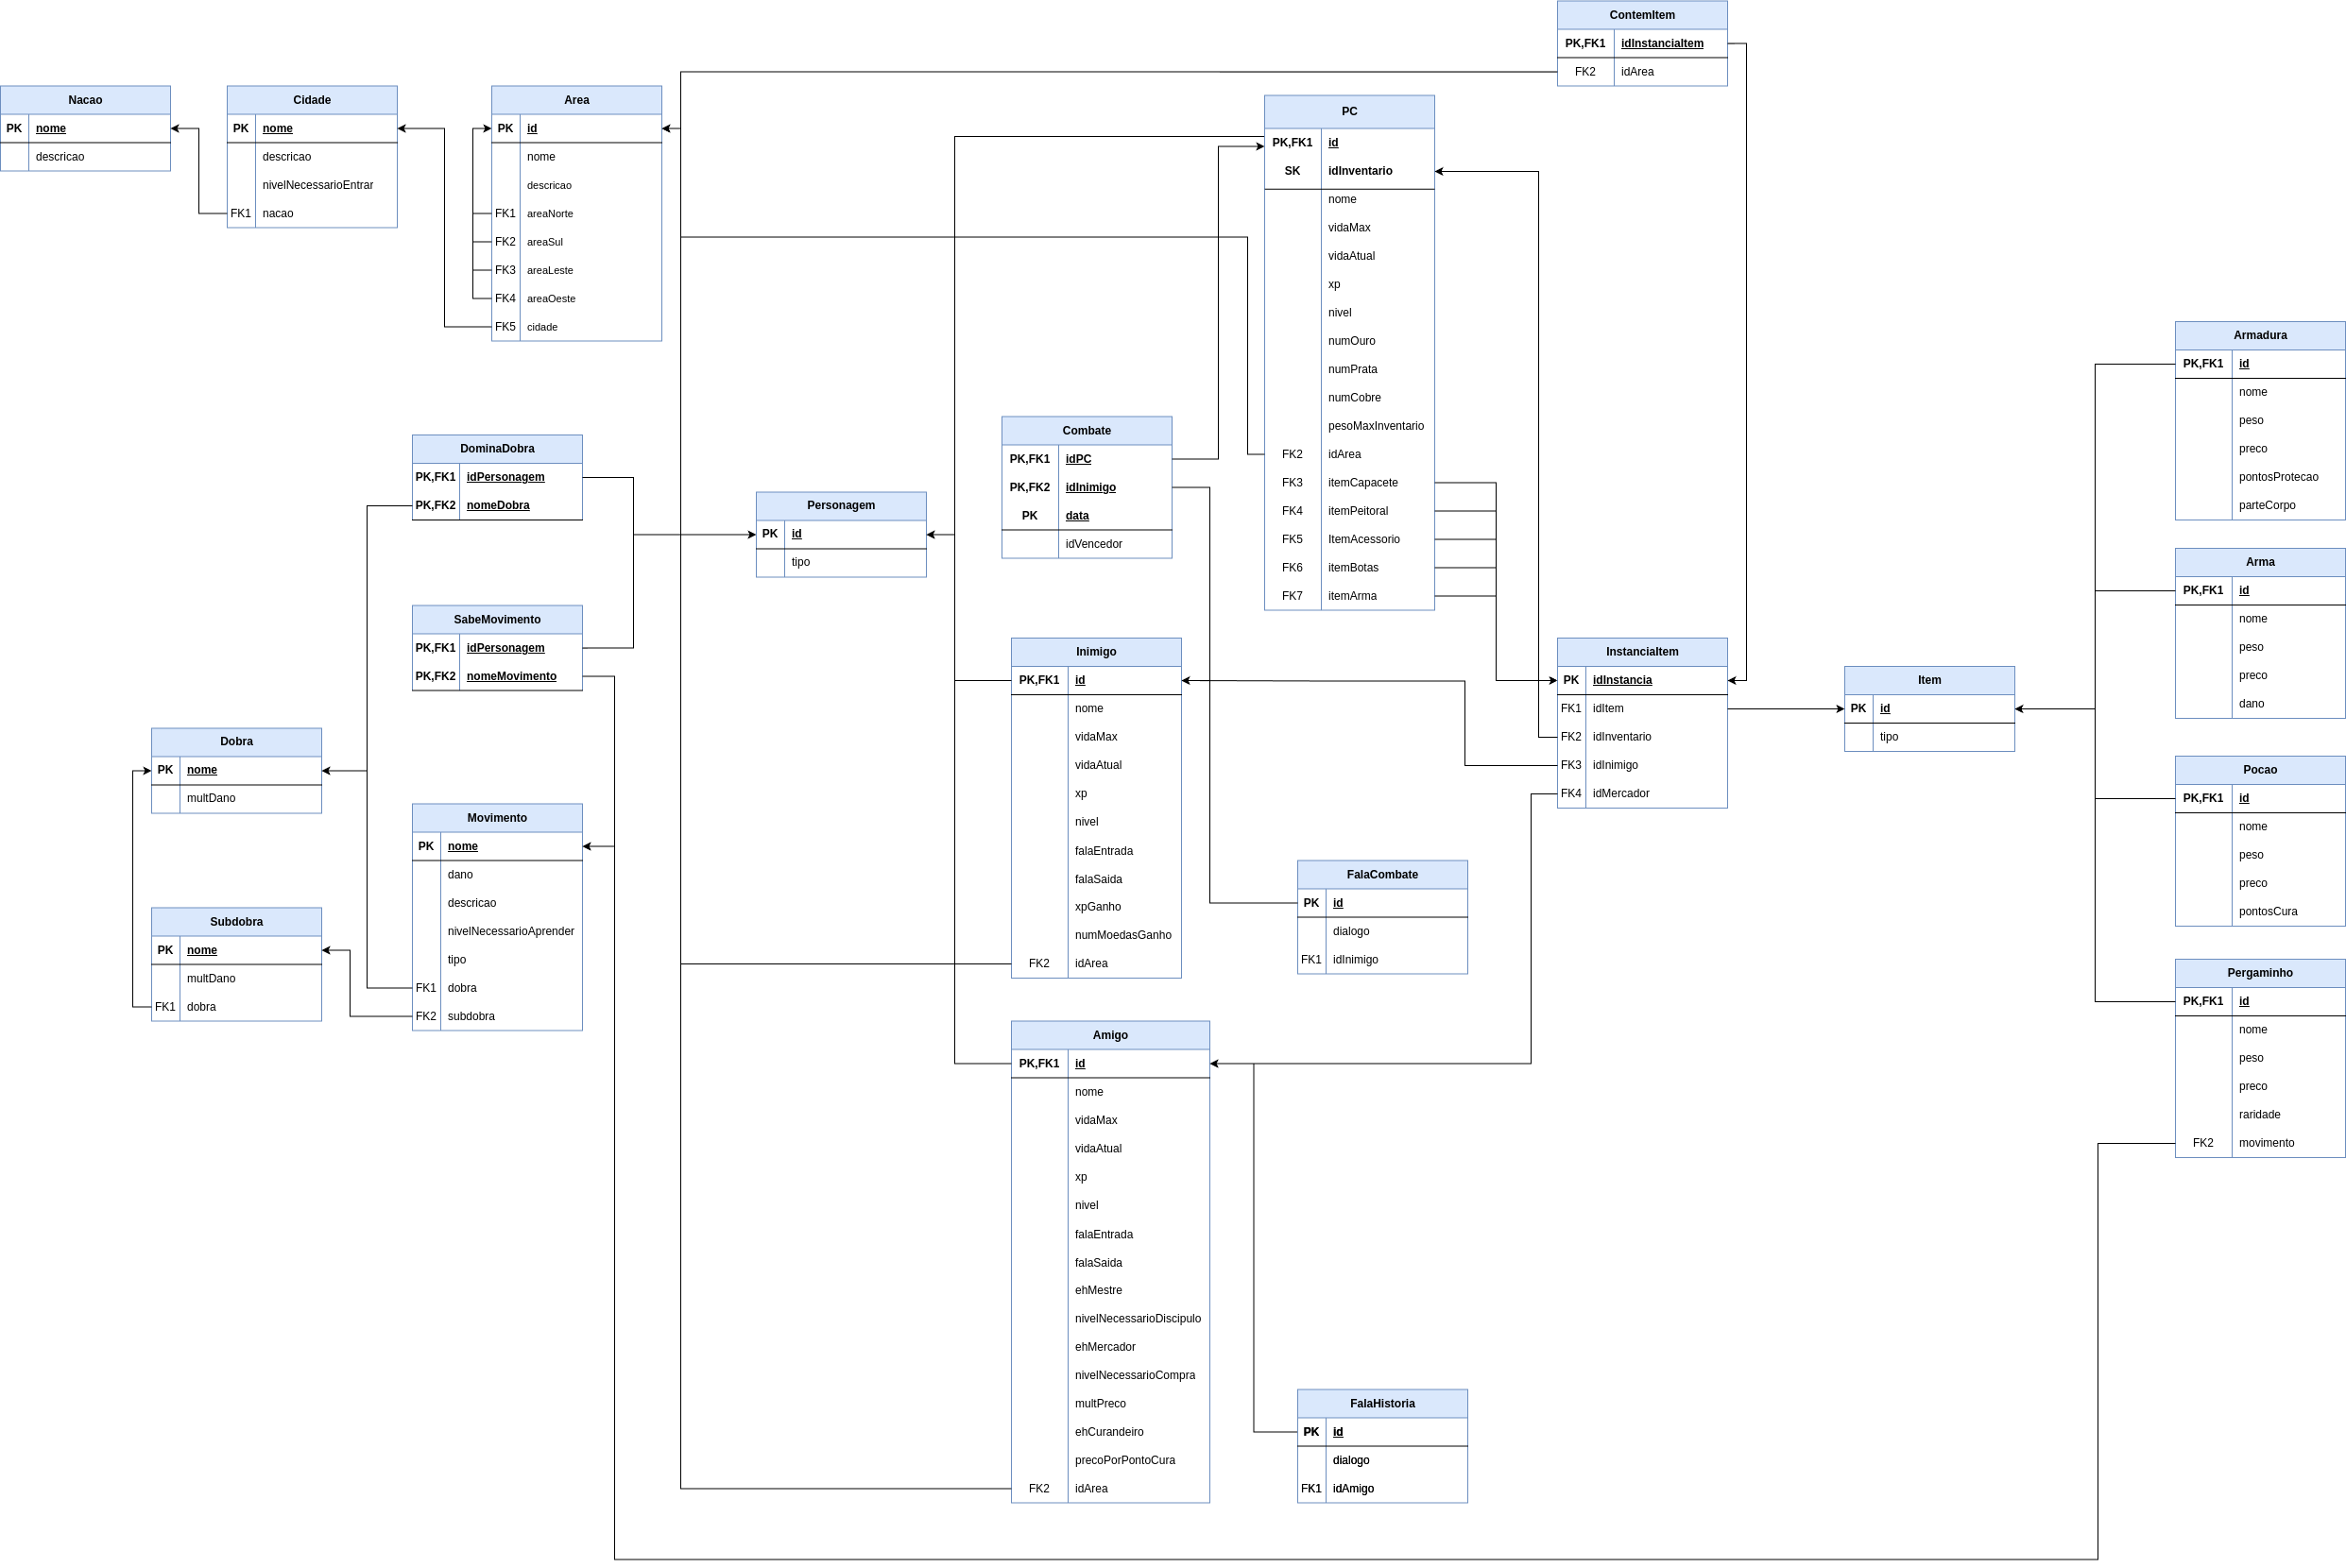 ContemItem
PK,FK1 idInstanciaItem
FK2 idArea
Nacao
PK nome
descricao
Cidade
PK nome
descricao
nivelNecessarioEntrar
FK1 nacao
Area
PK id
nome
descricao
FK1 areaNorte
FK2 areaSul
FK3 areaLeste
FK4 areaOeste
FK5 cidade
PC
PK,FK1 id
SK idInventario
nome
vidaMax
vidaAtual
xp
nivel
numOuro
numPrata
numCobre
pesoMaxInventario
FK2 idArea
FK3 itemCapacete
FK4 itemPeitoral
FK5 ItemAcessorio
FK6 itemBotas
FK7 itemArma
Armadura
PK,FK1 id
nome
peso
preco
pontosProtecao
parteCorpo
DominaDobra
PK,FK1 idPersonagem
PK,FK2 nomeDobra
Personagem
PK id
tipo
Combate
PK,FK1 idPC
PK,FK2 idInimigo
PK data
idVencedor
Arma
PK,FK1 id
nome
peso
preco
dano
SabeMovimento
PK,FK1 idPersonagem
PK,FK2 nomeMovimento
Inimigo
PK,FK1 id
nome
vidaMax
vidaAtual
xp
nivel
falaEntrada
falaSaida
xpGanho
numMoedasGanho
FK2 idArea
InstanciaItem
PK idInstancia
FK1 idItem
FK2 idInventario
FK3 idInimigo
FK4 idMercador
Item
PK id
tipo
Dobra
PK nome
multDano
Pocao
PK,FK1 id
nome
peso
preco
pontosCura
Movimento
PK nome
dano
descricao
nivelNecessarioAprender
tipo
FK1 dobra
FK2 subdobra
FalaCombate
PK id
dialogo
FK1 idInimigo
Subdobra
PK nome
multDano
FK1 dobra
Pergaminho
PK,FK1 id
nome
peso
preco
raridade
FK2 movimento
Amigo
PK,FK1 id
nome
vidaMax
vidaAtual
xp
nivel
falaEntrada
falaSaida
ehMestre
nivelNecessarioDiscipulo
ehMercador
nivelNecessarioCompra
multPreco
ehCurandeiro
precoPorPontoCura
FK2 idArea
FalaHistoria
PK id
dialogo
FK1 idAmigo